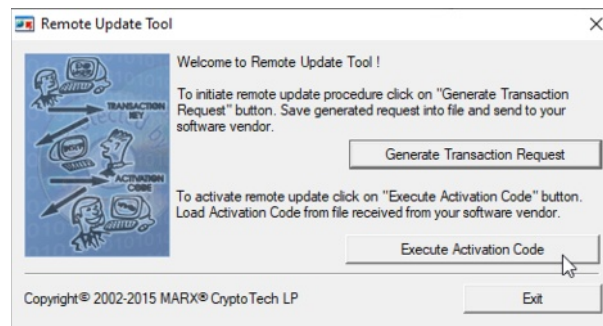 Remote Update Tool
Welcome to Remote Update Tool !
To initiate remote update procedure click on "Generate Transaction
Request" button. Save generated request into file and send to your
software vendor.
TRANSACTION
KEY
Generate Transaction Request
ACTIVATION
CODE
To activate remote update click on "Execute Activation Code" button.
Load Activation Code from file received from your software vendor.
Execute Activation Code
Copyright© 2002-2015 MARX® CryptoTech LP
Exit